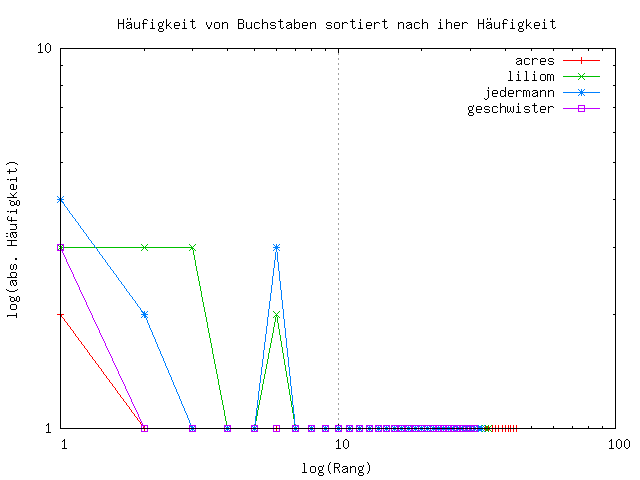 Häufigkeit von Buchstaben sortiert nach iher Häufigkeit
10
acres
liliom
jedermann
geschwister
log(abs. Häufigkeit)
1
1
10
100
log(Rang)